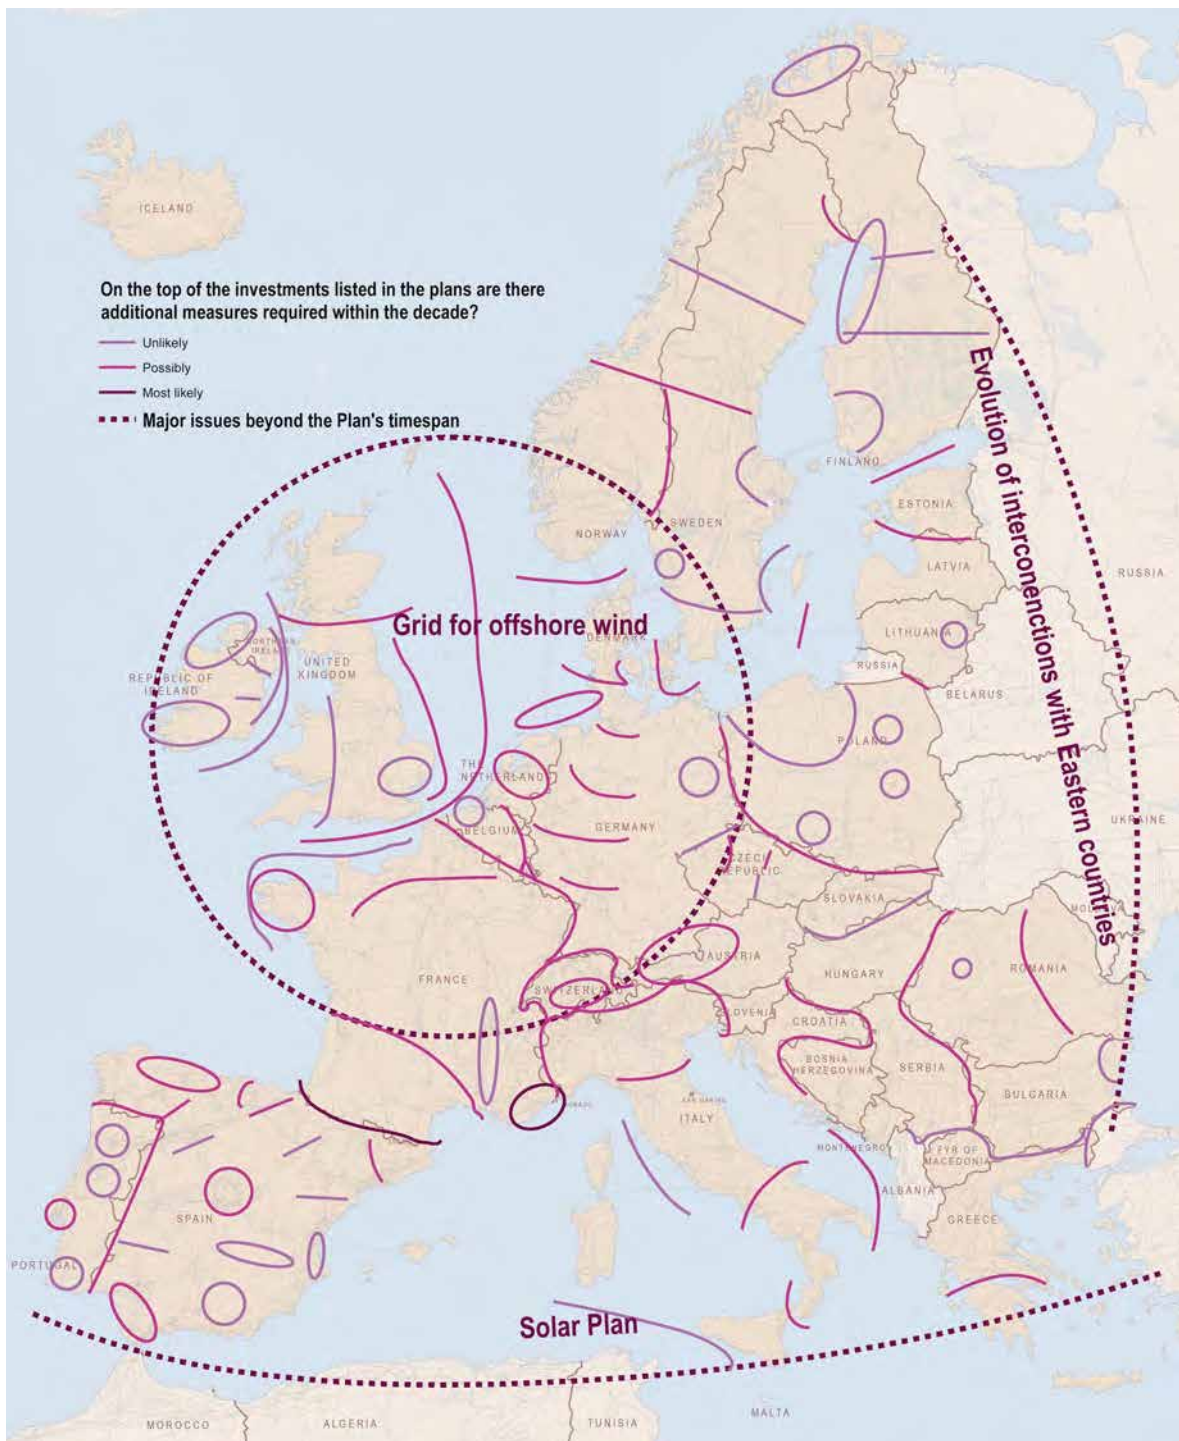 ICELAND
On the top of the investments listed in the plans are there
additional measures required within the decade?
Unlikely
Possibly
Most likely
Major issues beyond the Plan's timespan
Evolution of interconenctions with Eastern countries
FINLAND
ESTONIA
NORWAY
SWEDEN
LATVIA
RUSSIA
Grid for offshore wind
DENMARK
LITHUANIA
NORTHERN
IRELAND
UNITED
KINGDOM
REPUBLIC OF
IRELAND
RUSSIA
BELARUS
POLAND
THE
NETHERLAND
BELGIUM
GERMANY
UKRAINE
CZECH
REPUBLIC
SLOVAKIA
MOLDOVA
AUSTRIA
FRANCE
SWITZERLAND
HUNGARY
ROMANIA
SLOVENIA
CROATIA
BOSNIA
HERZEGOVINA
SERBIA
BULGARIA
MONACO
SAN MARINO
ITALY
MONTENEGRO
FYR OF
MACEDONIA
ALBANIA
SPAIN
GREECE
PORTUGAL
Solar Plan
MALTA
MOROCCO
ALGERIA
TUNISIA